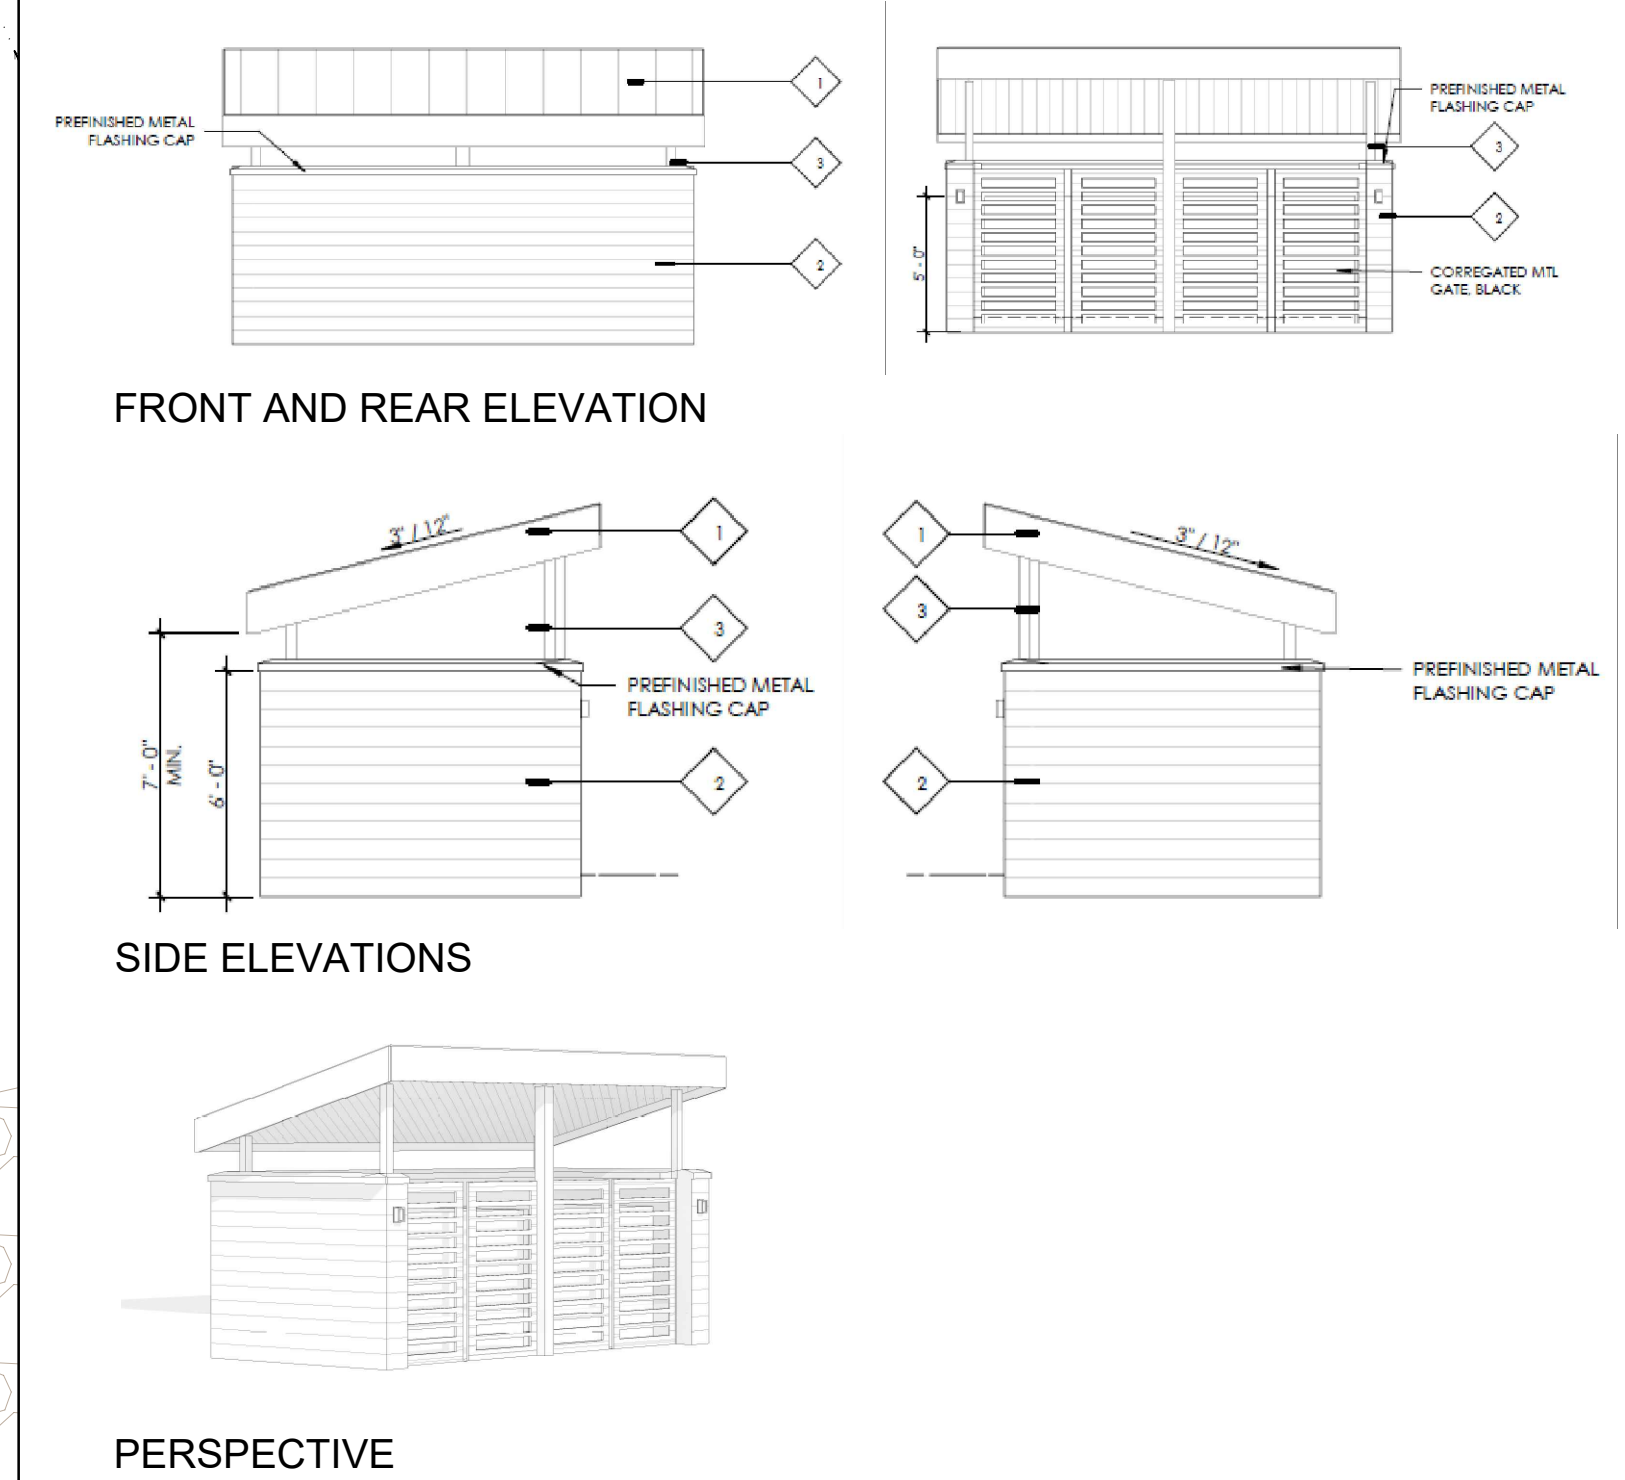 1
PREFINISHED METAL
FLASHING CAP
3
2
PREFINISHED METAL
FLASHING CAP
3
2
5' - 0"
CORREGATED MTL
GATE, BLACK
FRONT AND REAR ELEVATION
3" / 12"
1
3
PREFINISHED METAL
FLASHING CAP
7' - 0"
MIN.
6' - 0"
2
1
3" / 12"
3
PREFINISHED METAL
FLASHING CAP
2
SIDE ELEVATIONS
PERSPECTIVE